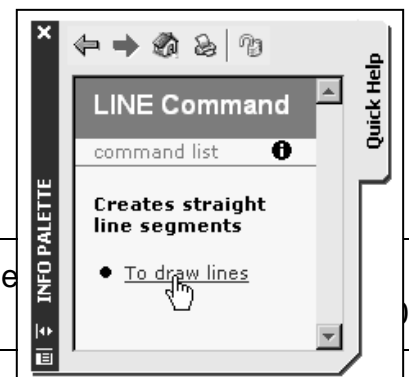 Quick Help
LINE Command
command list
Creates straight
line segments
To draw lines
INFO PALETTE
e
)